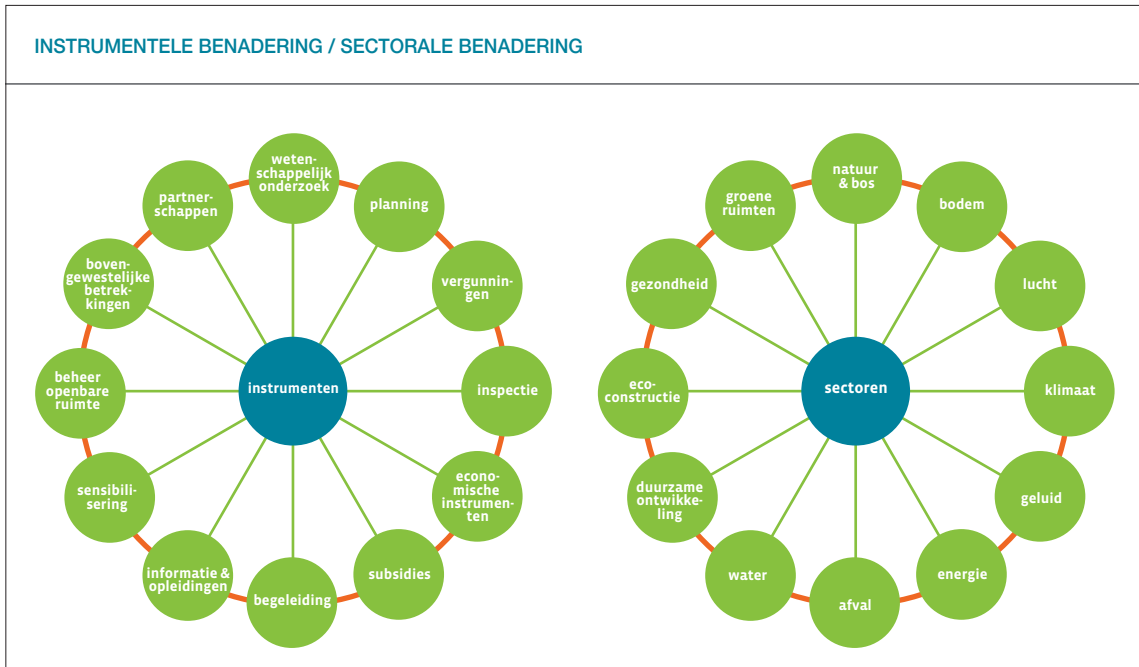 INSTRUMENTELE BENADERING / SECTORALE BENADERING
weten-
schappelijk
onderzoek
planning
vergunnin-
gen
inspectie
econo-
mische
instrumen-
ten
subsidies
begeleiding
informatie &
opleidingen
sensibili-
sering
beheer
openbare
ruimte
boven-
gewestelijke
betrek-
kingen
partner-
schappen
instrumenten
natuur
& bos
bodem
lucht
klimaat
geluid
energie
afval
water
duurzame
ontwikke-
ling
eco-
constructie
gezondheid
groene
ruimten
sectoren